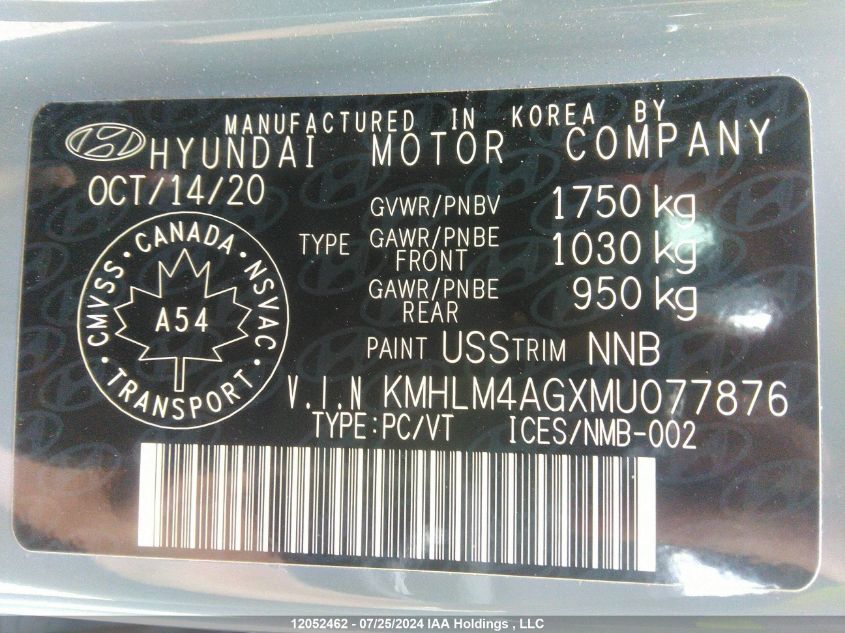 MANUFACTURED IN KOREA BY
HYUNDAI MOTOR COMPANY
OCT/14/20
GVWR/PNBV 1750 kg
TYPE GAWR/PNBE FRONT 1030 kg
GAWR/PNBE REAR 950 kg
CANADA • NSVAC • TRANSPORT • CMVSS •
A54
PAINT USS TRIM NNB
V.I.N KMHLM4AGXMU077876
TYPE:PC/VT ICES/NMB-002
12052462 - 07/25/2024 IAA Holdings , LLC